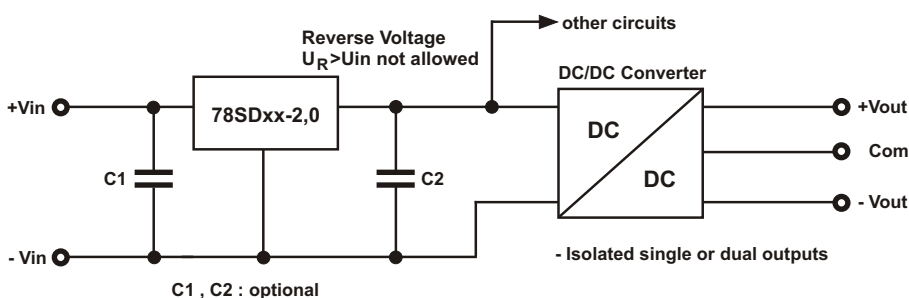 other circuits
Reverse Voltage
UR>Uin not allowed
DC/DC Converter
+Vin
78SDxx-2,0
+Vout
DC
Com
C1
C2
DC
- Vout
- Vin
- Isolated single or dual outputs
C1 , C2 : optional